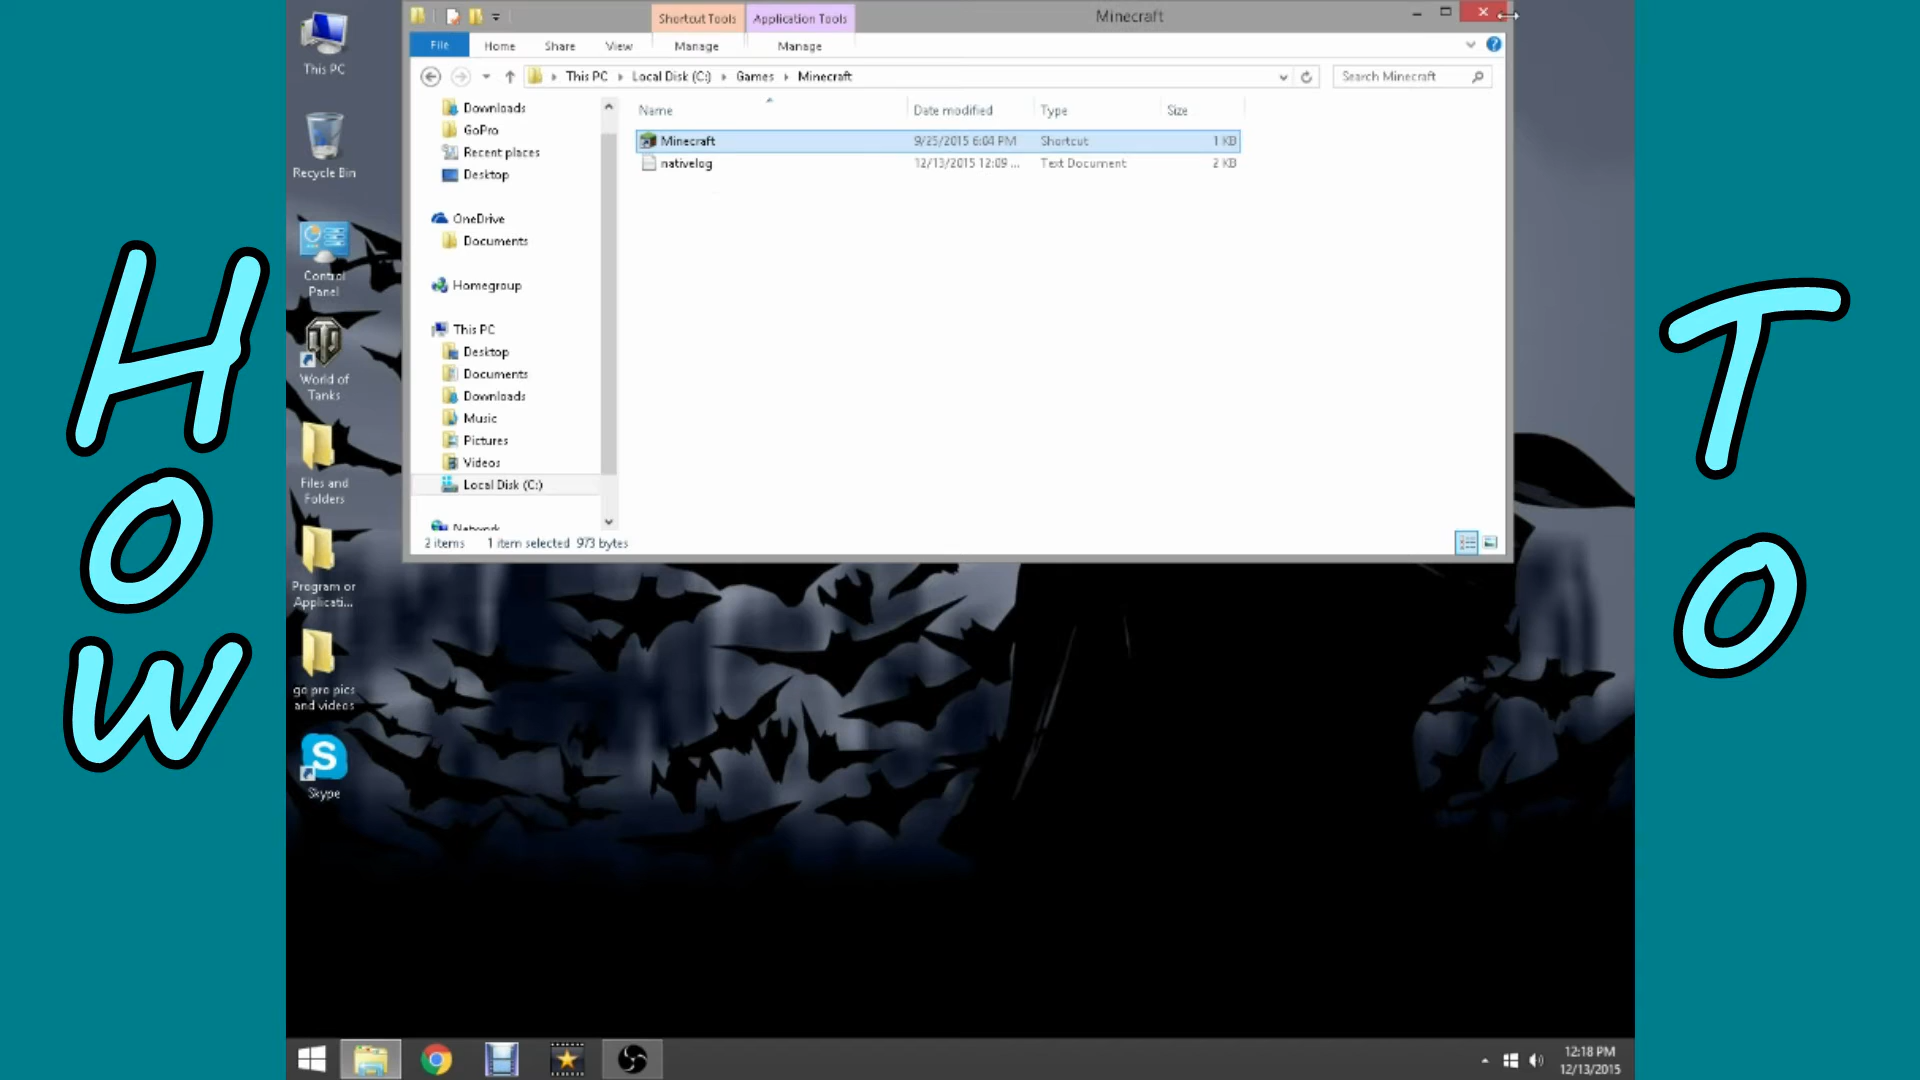 HOW
TO
This PC
Recycle Bin
Control
Panel
World of
Tanks
Files and
Folders
Program or
Applicati...
go pro pics
and videos
Skype
Shortcut Tools
Application Tools
Minecraft
File
Home
Share
View
Manage
Manage
This PC
Local Disk (C:)
Games
Minecraft
Search Minecraft
Downloads
GoPro
Recent places
Desktop
OneDrive
Documents
Homegroup
This PC
Desktop
Documents
Downloads
Music
Pictures
Videos
Local Disk (C:)
Network
Name
Date modified
Type
Size
Minecraft
9/25/2015 6:04 PM
Shortcut
1 KB
nativelog
12/13/2015 12:09 ...
Text Document
2 KB
2 items
1 item selected 973 bytes
12:18 PM
12/13/2015